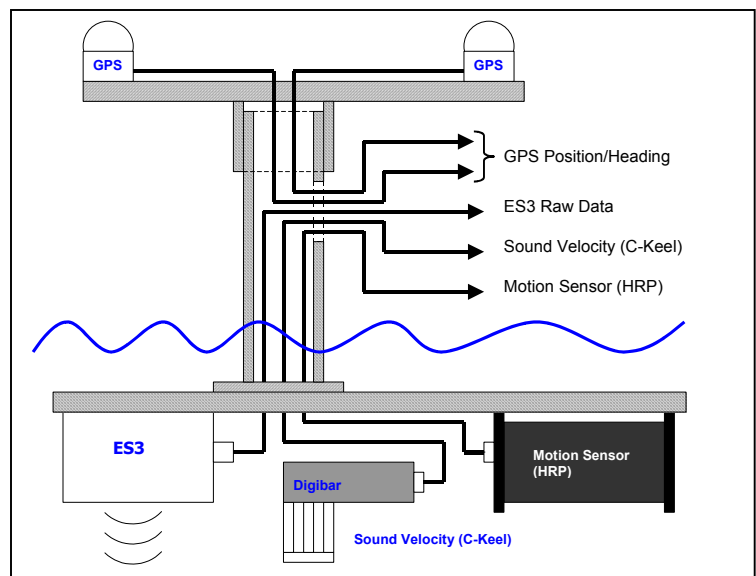 GPS
GPS
GPS Position/Heading
ES3 Raw Data
Sound Velocity (C-Keel)
Motion Sensor (HRP)
ES3
Digibar
Motion Sensor
(HRP)
Sound Velocity (C-Keel)